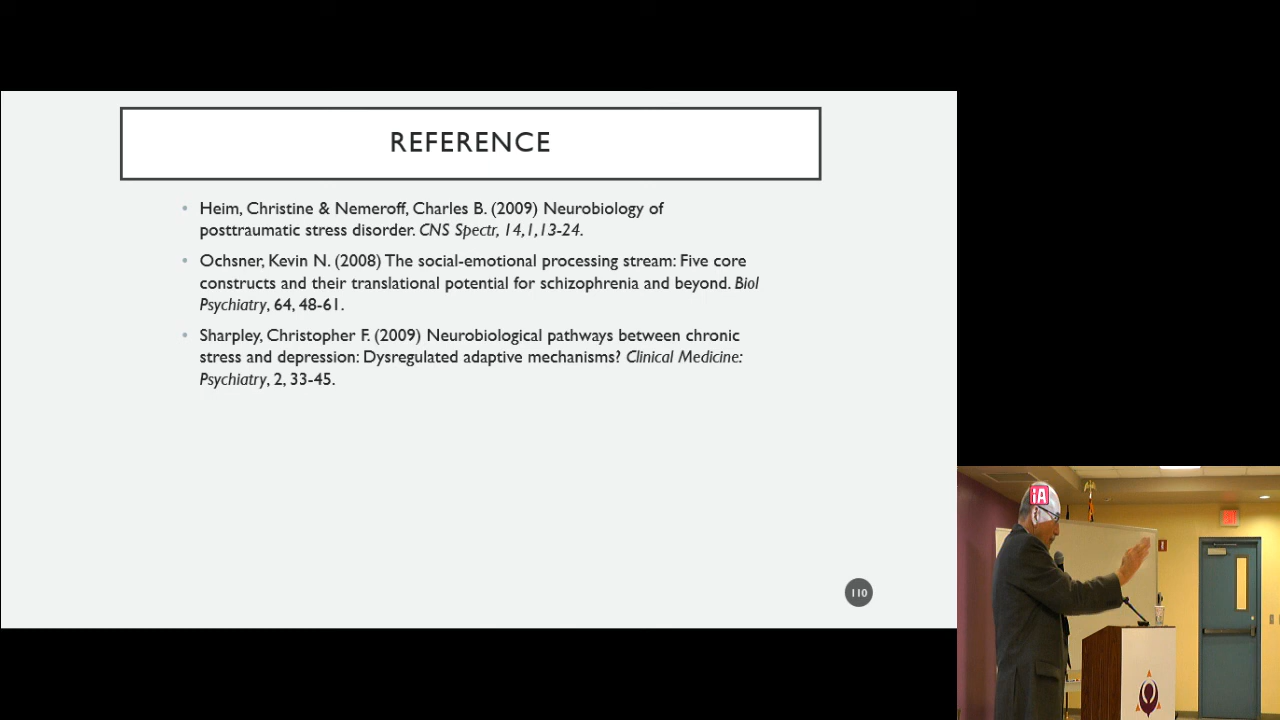 REFERENCE
• Heim, Christine & Nemeroff, Charles B. (2009) Neurobiology of
posttraumatic stress disorder. CNS Spectr, 14,1,13-24.
• Ochsner, Kevin N. (2008) The social-emotional processing stream: Five core
constructs and their translational potential for schizophrenia and beyond. Biol
Psychiatry, 64, 48-61.
• Sharpley, Christopher F. (2009) Neurobiological pathways between chronic
stress and depression: Dysregulated adaptive mechanisms? Clinical Medicine:
Psychiatry, 2, 33-45.
110
iA